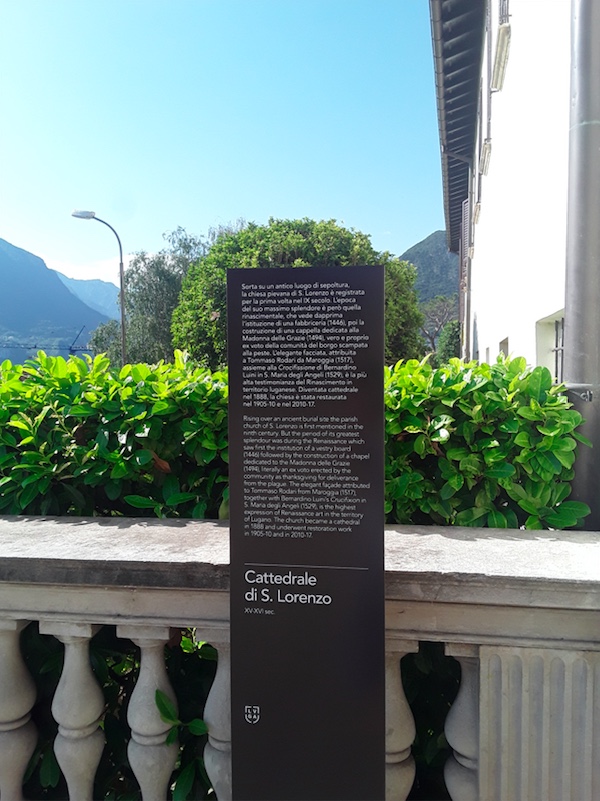 Sorta su un antico luogo di sepoltura,
la chiesa pievana di S. Lorenzo è registrata
per la prima volta nel IX secolo. L'epoca
del suo massimo splendore è però quella
rinascimentale, che vede dapprima
l'istituzione di una fabbriceria (1446), poi la
costruzione di una cappella dedicata alla
Madonna delle Grazie (1494), vero e proprio
ex voto della comunità del borgo scampata
alla peste. L'elegante facciata, attribuita
a Tommaso Rodari da Maroggia (1517),
assieme alla Crocifissione di Bernardino
Luini in S. Maria degli Angeli (1529), è la più
alta testimonianza del Rinascimento in
territorio luganese. Diventata cattedrale
nel 1888, la chiesa è stata restaurata
nel 1905-10 e nel 2010-17.
Rising over an ancient burial site the parish
church of S. Lorenzo is first mentioned in the
ninth century. But the period of its greatest
splendour was during the Renaissance which
saw first the institution of a vestry board
(1446) followed by the construction of a chapel
dedicated to the Madonna delle Grazie
(1494), literally an ex voto erected by the
community as thanksgiving for deliverance
from the plague. The elegant façade attributed
to Tommaso Rodari from Maroggia (1517),
together with Bernardino Luini's Crucifixion in
S. Maria degli Angeli (1529), is the highest
expression of Renaissance art in the territory
of Lugano. The church became a cathedral
in 1888 and underwent restoration work
in 1905-10 and in 2010-17.
Cattedrale
di S. Lorenzo
XV-XVI sec.
LV
GA